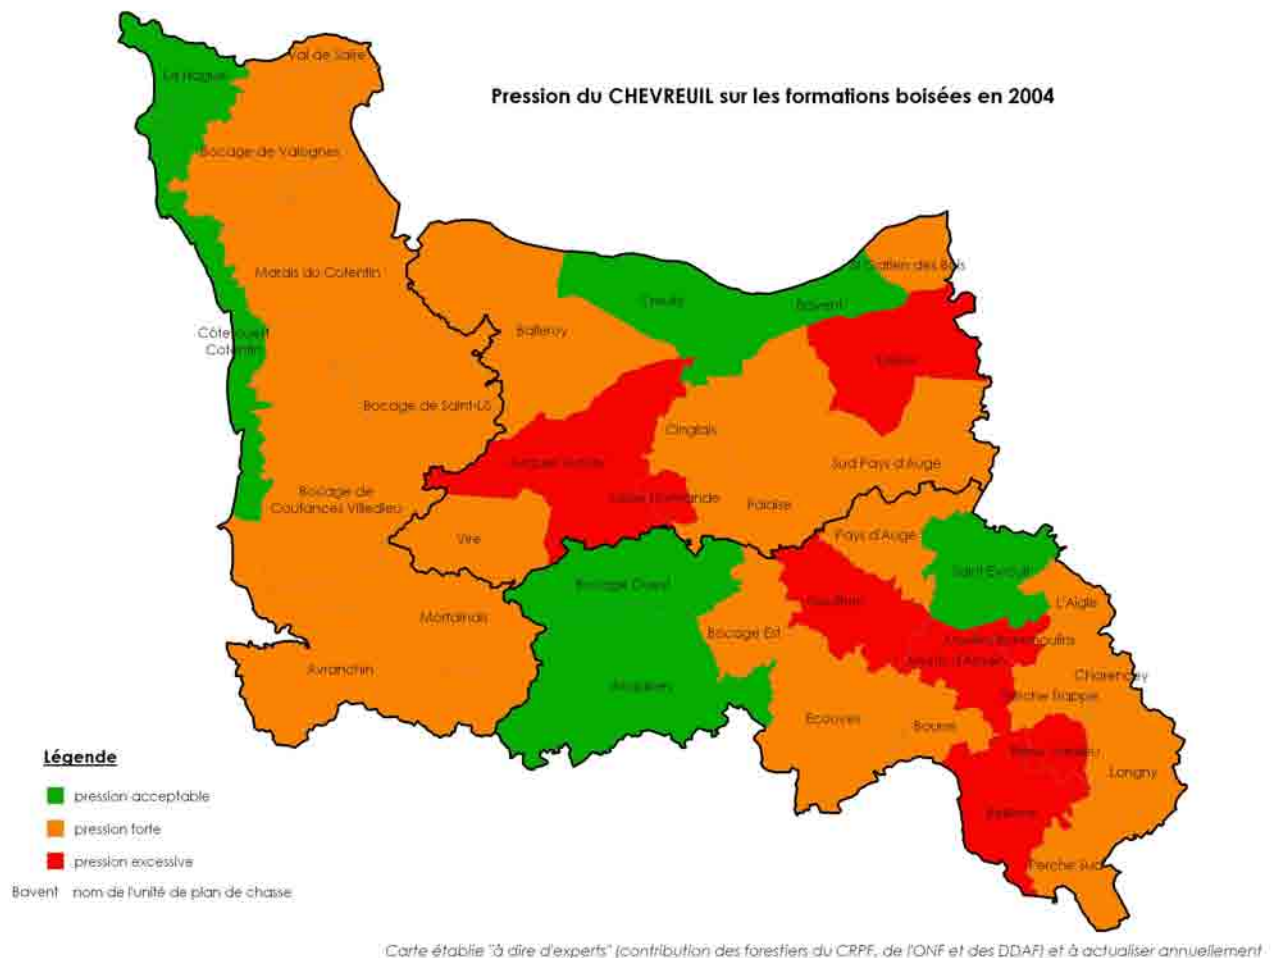 Val de Saire
La Hague
Pression du CHEVREUIL sur les formations boisées en 2004
Bocage de Valognes
Marais du Cotentin
St Gatien des Bois
Creully
Bavent
Côte ouest
Cotentin
Balleroy
Bocage de Saint-Lô
Cinglais
Sud Pays d'Auge
Suisse Normande
Bocage de
Coutances Villedieu
Falaise
Vire
Pays d'Auge
Saint Evroult
Bocage Ouest
L'Aigle
Mortainais
Bocage Est
Avranchin
Charencey
Perche Trappe
Ecouves
Bourse
Longny
Bellême
Perche Sud
Légende
pression acceptable
pression forte
pression excessive
Bavent nom de l'unité de plan de chasse
Carte établie "à dire d'experts" (contribution des forestiers du CRPF, de l'ONF et des DDAF) et à actualiser annuellement